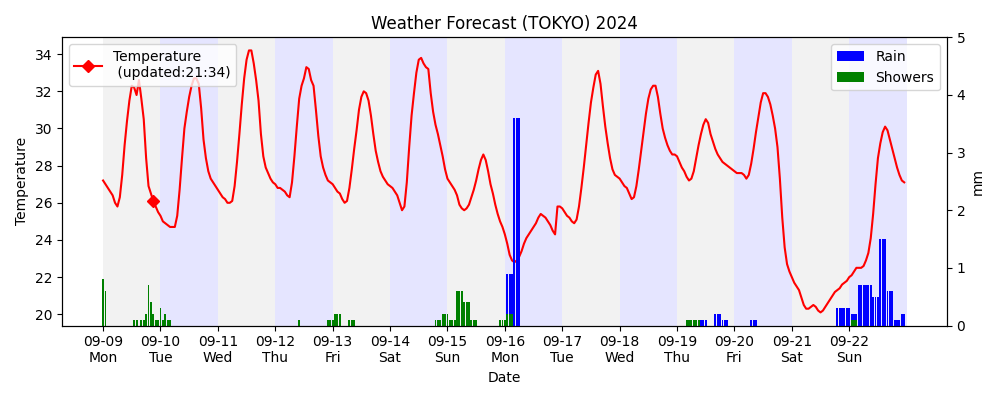 Weather Forecast (TOKYO) 2024
Temperature
(updated:21:34)
Rain
Showers
Temperature
34
32
30
28
26
24
22
20
5
4
3
2
1
0
mm
09-09 09-10 09-11 09-12 09-13 09-14 09-15 09-16 09-17 09-18 09-19 09-20 09-21 09-22
Mon Tue Wed Thu Fri Sat Sun Mon Tue Wed Thu Fri Sat Sun
Date